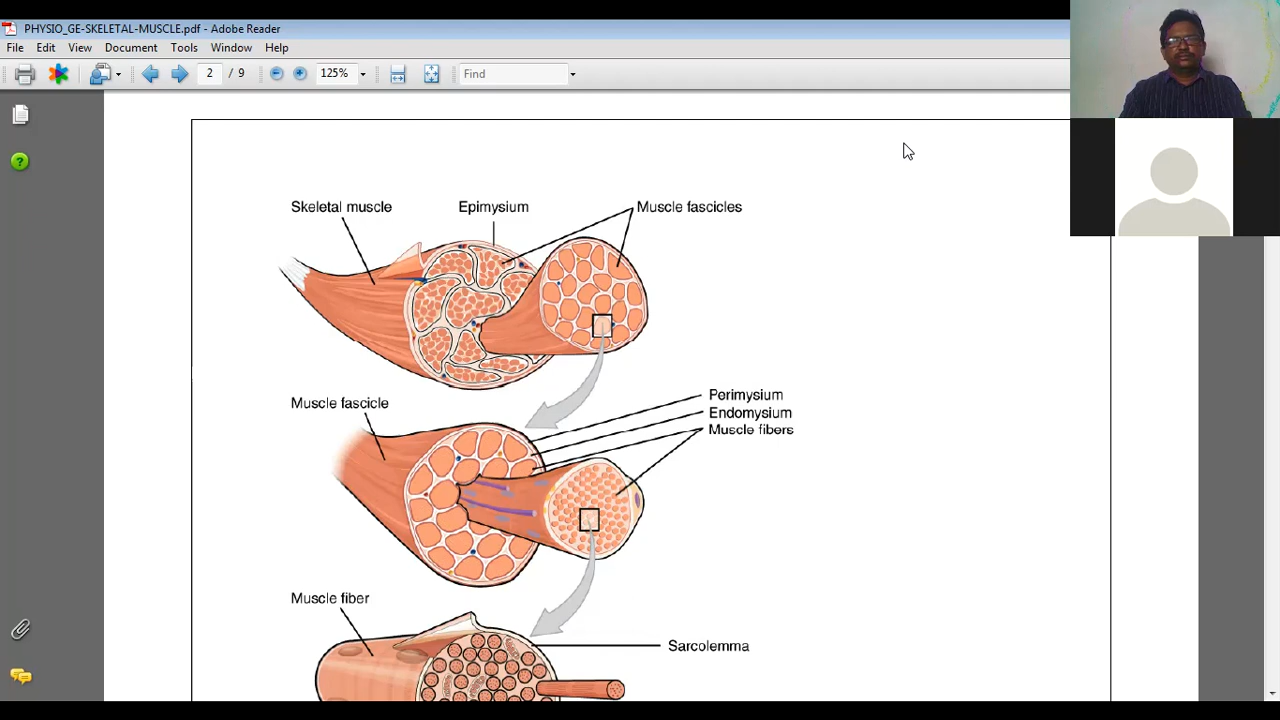 PHYSIO_GE-SKELETAL-MUSCLE.pdf - Adobe Reader
File Edit View Document Tools Window Help
2 / 9 125% Find
Skeletal muscle Epimysium Muscle fascicles
Perimysium
Muscle fascicle Endomysium
Muscle fibers
Muscle fiber
Sarcolemma